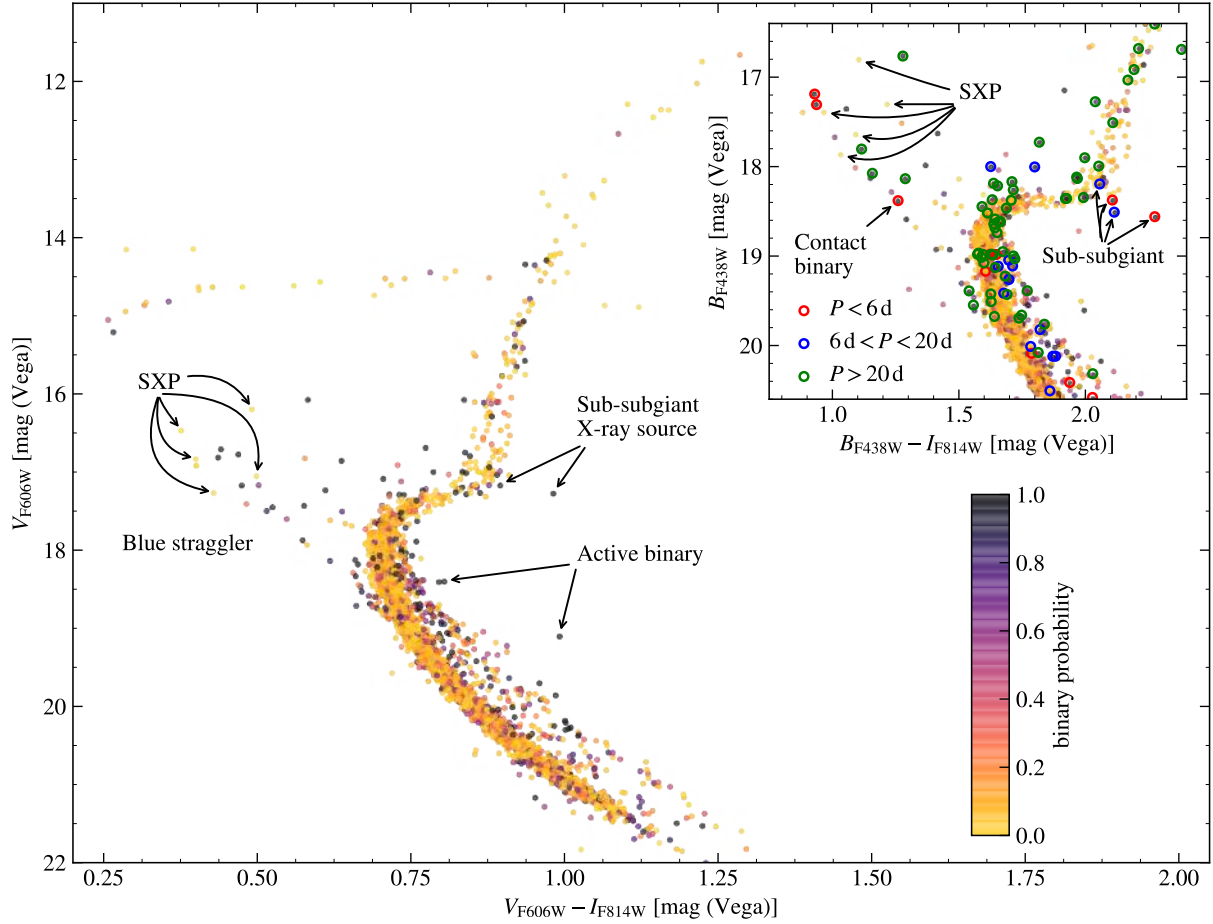 12
14
16
18
20
22
V_F606W [mag (Vega)]
0.25
0.50
0.75
1.00
1.25
1.50
1.75
2.00
V_F606W − I_F814W [mag (Vega)]
SXP
Blue straggler
Sub-subgiant
X-ray source
Active binary
17
18
19
20
B_F438W [mag (Vega)]
1.0
1.5
2.0
B_F438W − I_F814W [mag (Vega)]
SXP
Contact
binary
Sub-subgiant
P < 6 d
6 d < P < 20 d
P > 20 d
1.0
0.8
0.6
0.4
0.2
0.0
binary probability